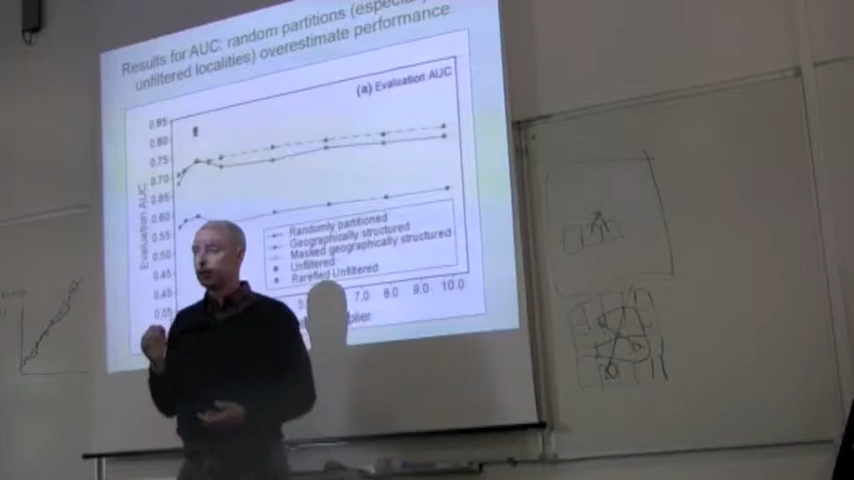 Results for AUC: random partitions (especial
unfiltered localities) overestimate performance
(a) Evaluation AUC
0.85
0.80
0.75
0.70
0.65
0.60
0.55
0.50
0.45
0.40
0.35
Evaluation AUC
Randomly partitioned
Geographically structured
Masked geographically structured
Unfiltered
Rarefied Unfiltered
7.0 8.0 9.0 10.0